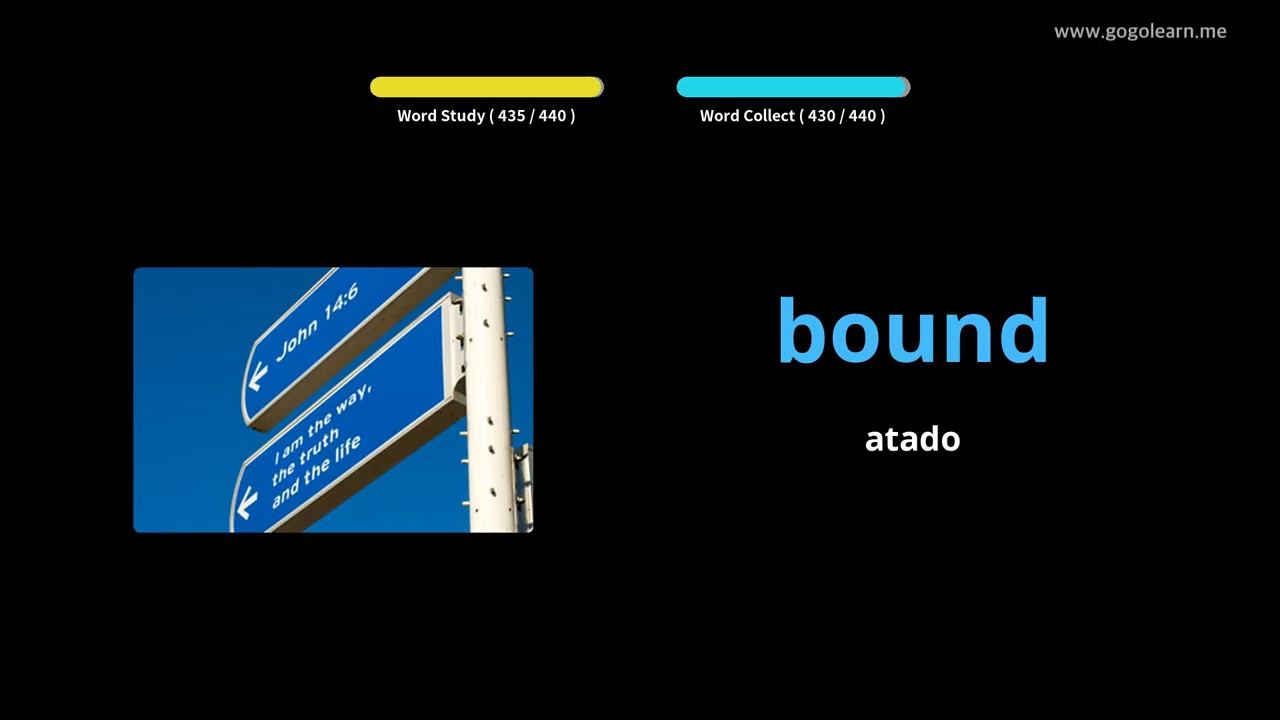 www.gogolearn.me
Word Study ( 435 / 440 )
Word Collect ( 430 / 440 )
John 14:6
I am the way,
the truth
and the life
bound
atado